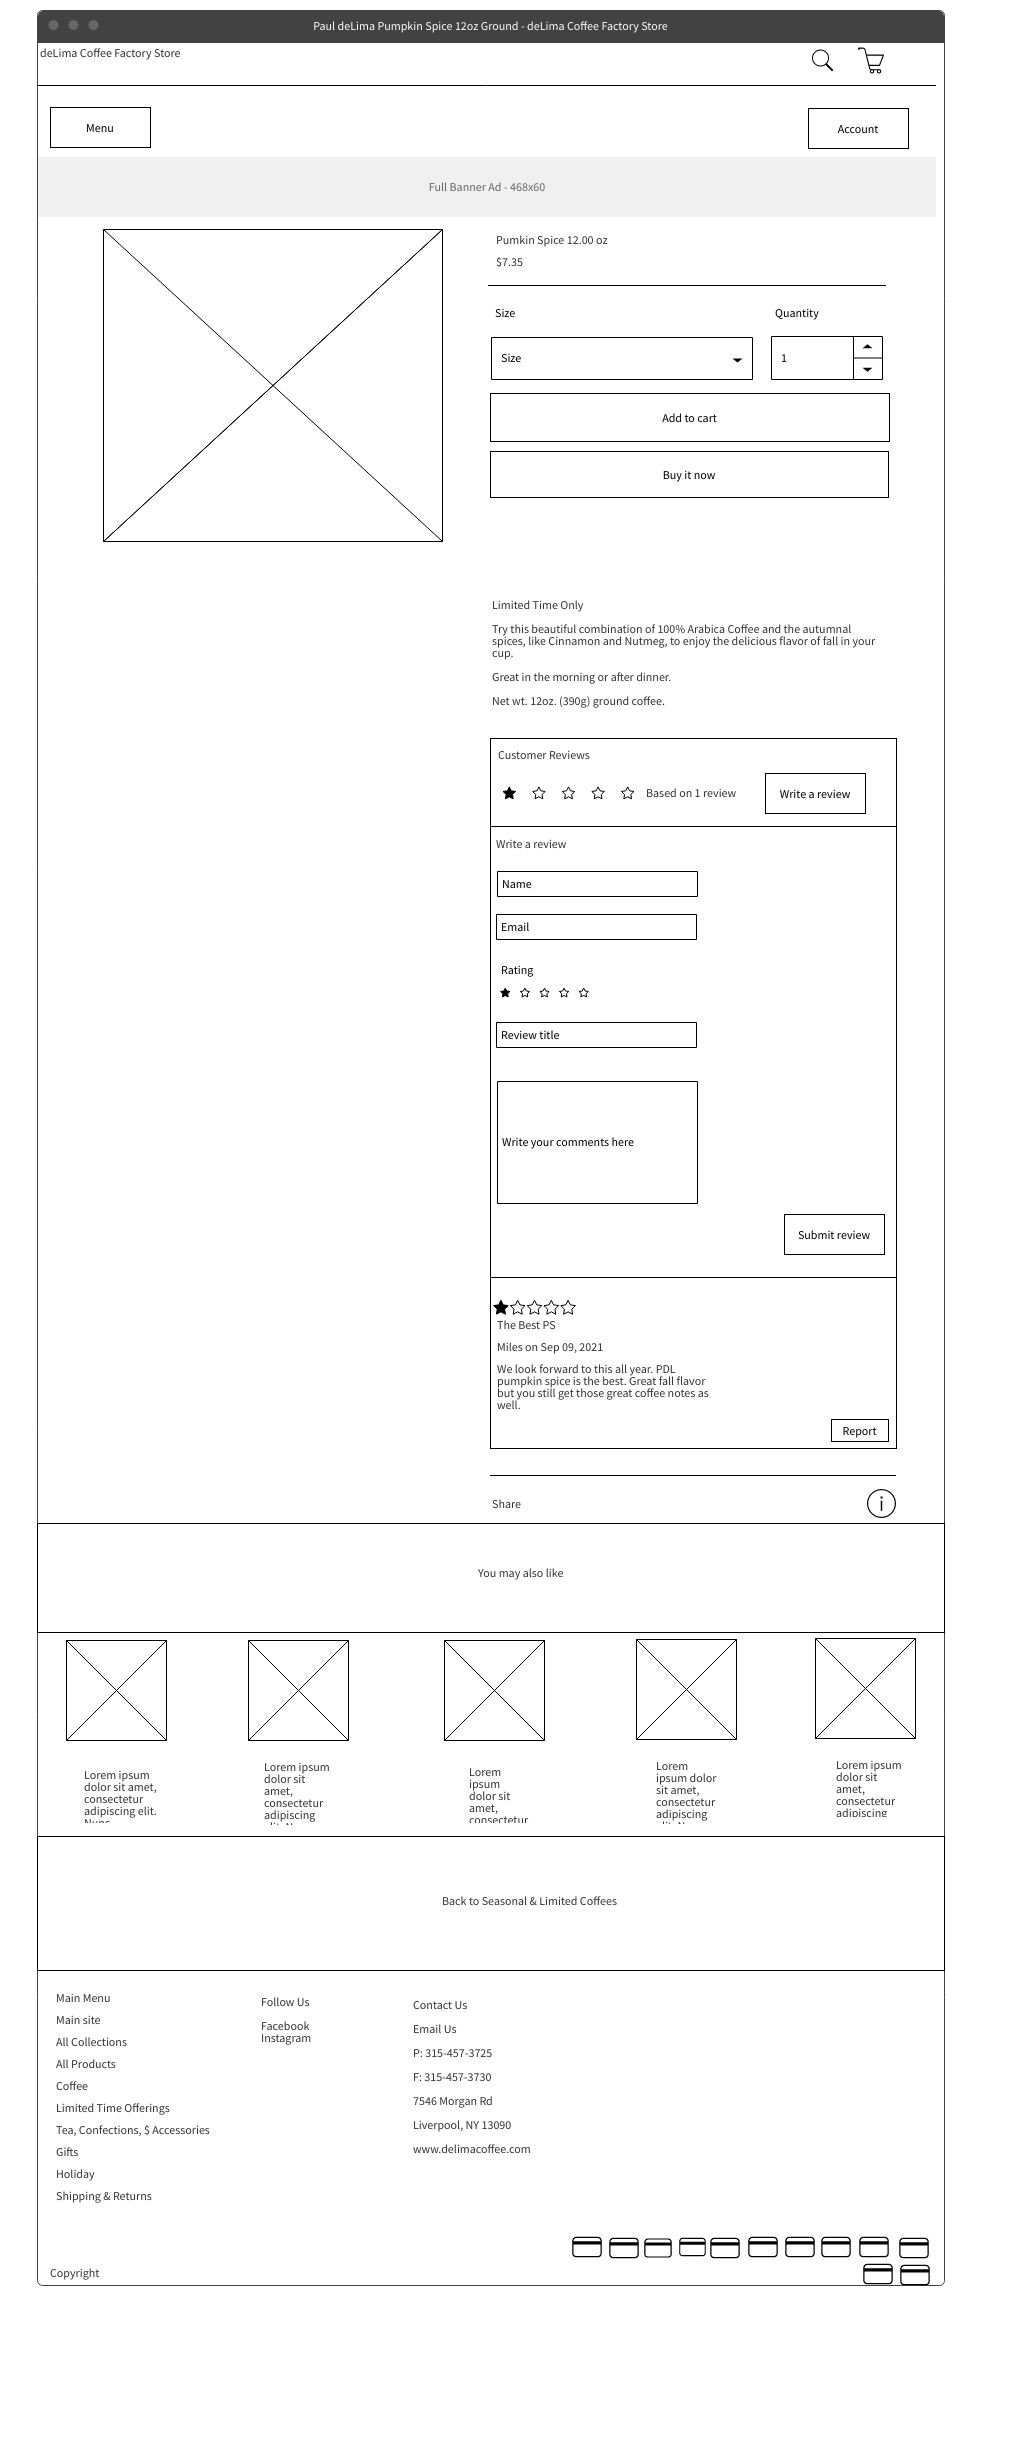 Paul deLima Pumpkin Spice 12oz Ground - deLima Coffee Factory Store
deLima Coffee Factory Store
Menu
Account
Full Banner Ad - 468x60
Pumkin Spice 12.00 oz
$7.35
Size
Quantity
Size
1
Add to cart
Buy it now
Limited Time Only
Try this beautiful combination of 100% Arabica Coffee and the autumnal
spices, like Cinnamon and Nutmeg, to enjoy the delicious flavor of fall in your
cup.
Great in the morning or after dinner.
Net wt. 12oz. (390g) ground coffee.
Customer Reviews
Based on 1 review
Write a review
Write a review
Name
Email
Rating
Review title
Write your comments here
Submit review
The Best PS
Miles on Sep 09, 2021
We look forward to this all year. PDL
pumpkin spice is the best. Great fall flavor
but you still get those great coffee notes as
well.
Report
Share
You may also like
Lorem ipsum
dolor sit amet,
consectetur
adipiscing elit.
Nunc
Lorem ipsum
dolor sit
amet,
consectetur
adipiscing
Lorem
ipsum
dolor sit
amet,
consectetur
Lorem
ipsum dolor
sit amet,
consectetur
adipiscing
Lorem ipsum
dolor sit
amet,
consectetur
adipiscing
Back to Seasonal & Limited Coffees
Main Menu
Main site
All Collections
All Products
Coffee
Limited Time Offerings
Tea, Confections, $ Accessories
Gifts
Holiday
Shipping & Returns
Follow Us
Facebook
Instagram
Contact Us
Email Us
P: 315-457-3725
F: 315-457-3730
7546 Morgan Rd
Liverpool, NY 13090
www.delimacoffee.com
Copyright